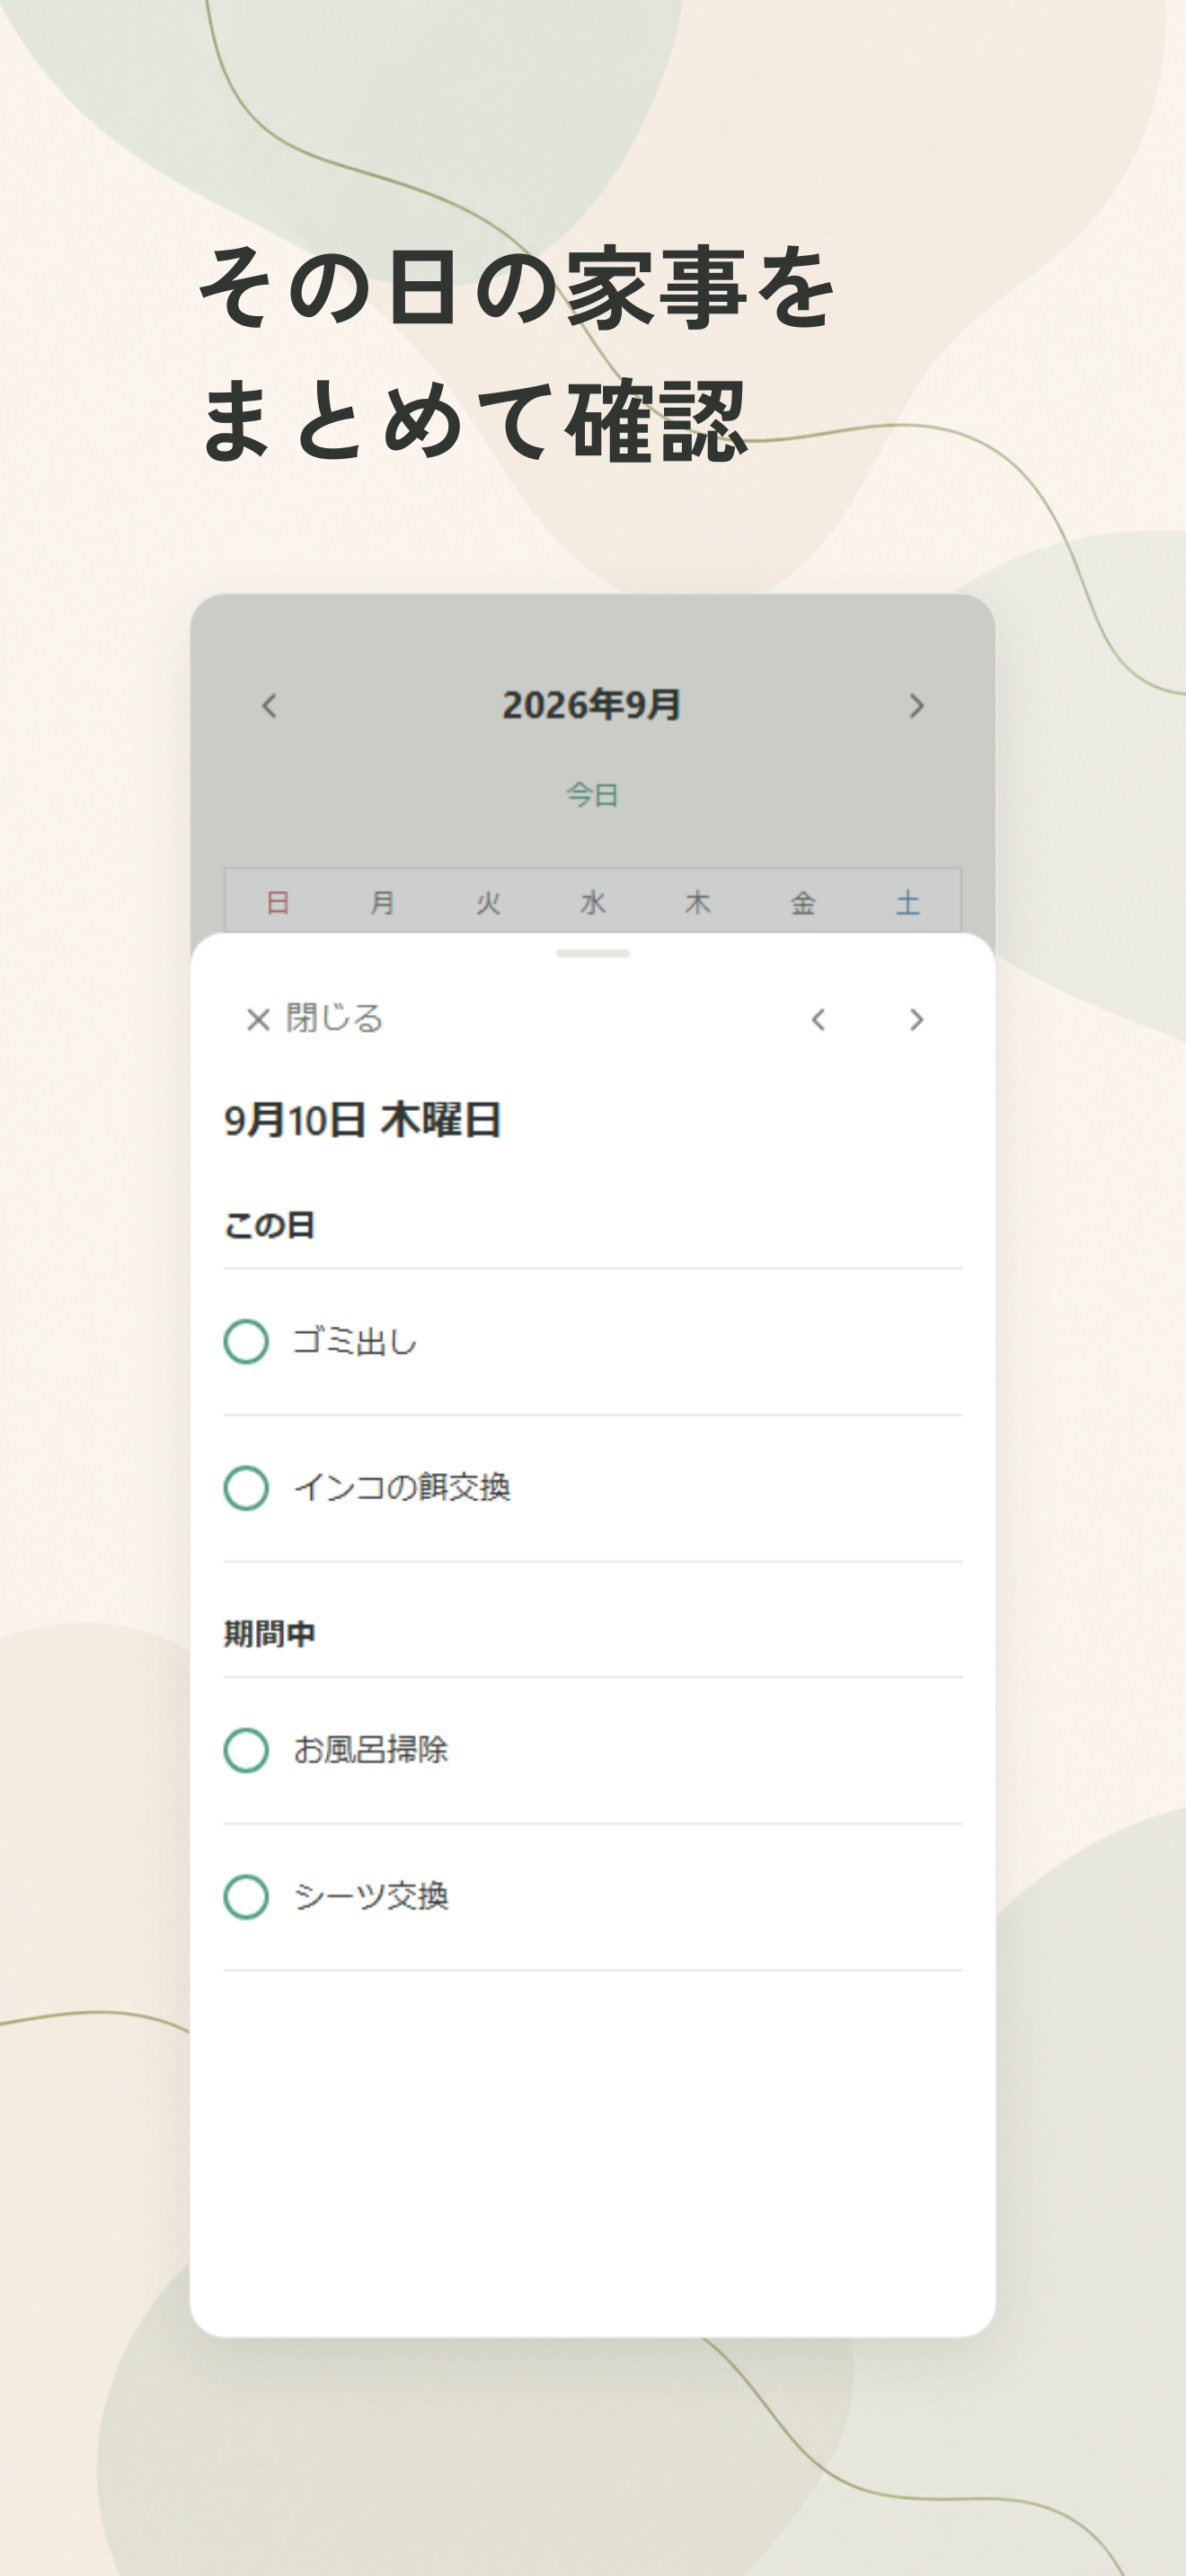 その日の家事を
まとめて確認
2026年9月
今日
日 月 火 水 木 金 土
閉じる
9月10日 木曜日
この日
ゴミ出し
インコの餌交換
期間中
お風呂掃除
シーツ交換